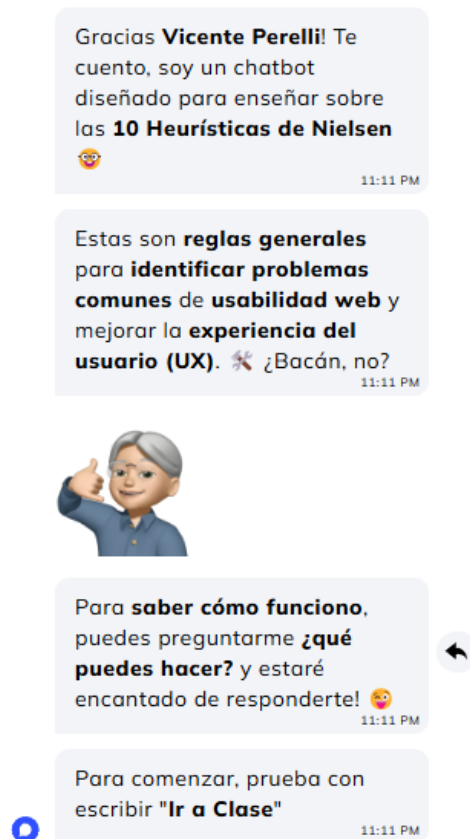 Gracias Vicente Perelli! Te
cuento, soy un chatbot
diseñado para enseñar sobre
las 10 Heurísticas de Nielsen
🤓
11:11 PM
Estas son reglas generales
para identificar problemas
comunes de usabilidad web y
mejorar la experiencia del
usuario (UX). 🛠️ ¿Bacán, no?
11:11 PM
Para saber cómo funciono,
puedes preguntarme ¿qué
puedes hacer? y estaré
encantado de responderte! 😜
11:11 PM
Para comenzar, prueba con
escribir "Ir a Clase"
11:11 PM